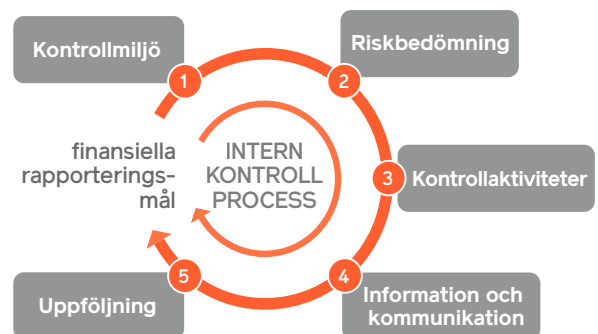 Kontrollmiljö
1
Riskbedömning
2
3
Kontrollaktiviteter
finansiella
rapporterings-
mål
INTERN
KONTROLL
PROCESS
4
Information och
kommunikation
5
Uppföljning